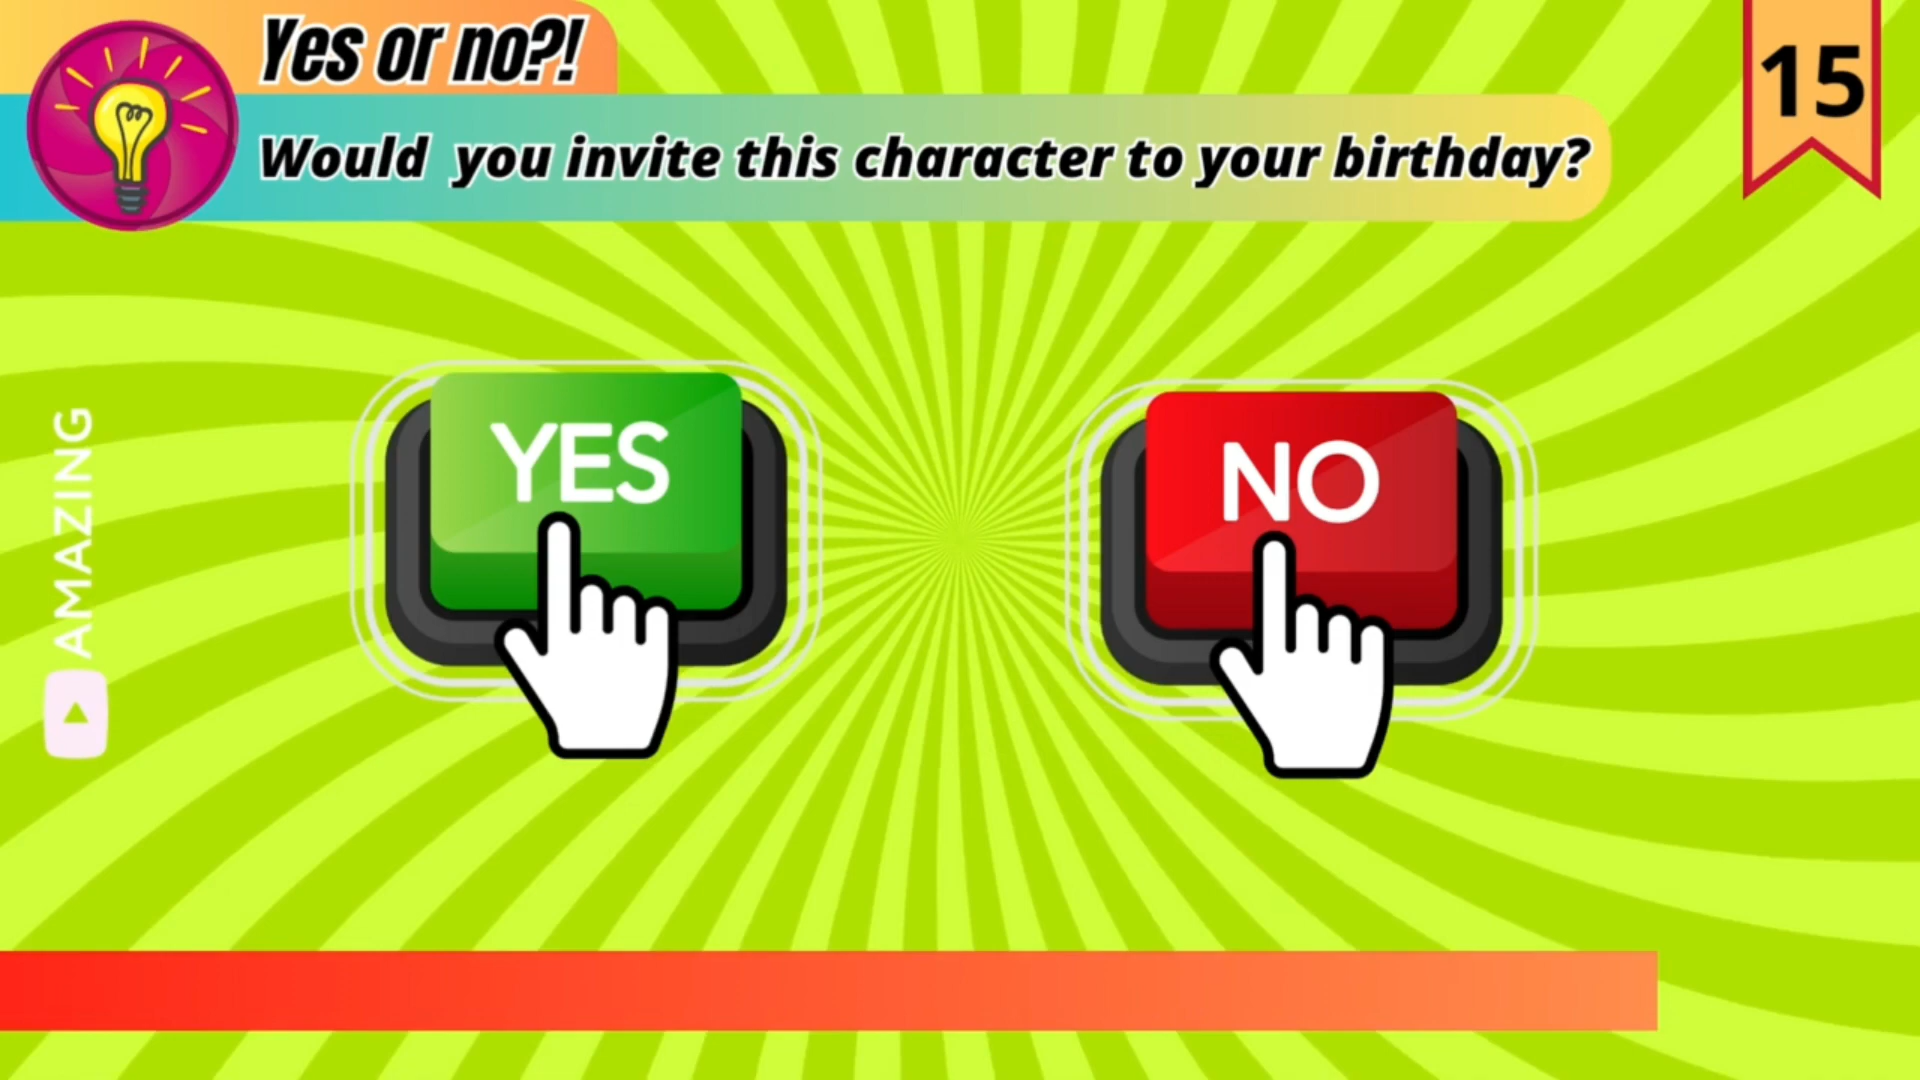 Yes or no?!
Would you invite this character to your birthday?
15
YES
NO
AMAZING